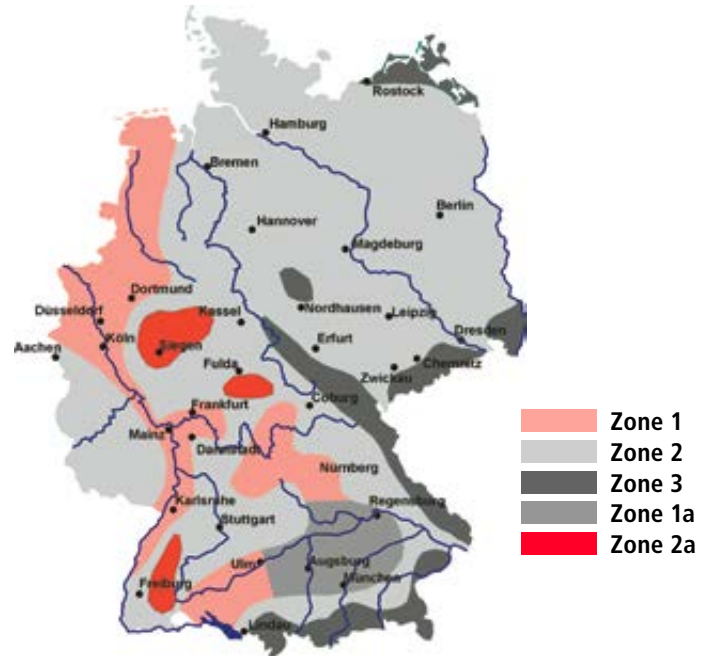 Rostock
Hamburg
Bremen
Berlin
Hannover
Magdeburg
Dortmund
Nordhausen
Leipzig
Düsseldorf
Kassel
Dresden
Köln
Erfurt
Aachen
Siegen
Chemnitz
Fulda
Zwickau
Frankfurt
Coburg
Mainz
Darmstadt
Nürnberg
Karlsruhe
Regensburg
Stuttgart
Ulm
Augsburg
München
Freiburg
Lindau
Zone 1
Zone 2
Zone 3
Zone 1a
Zone 2a